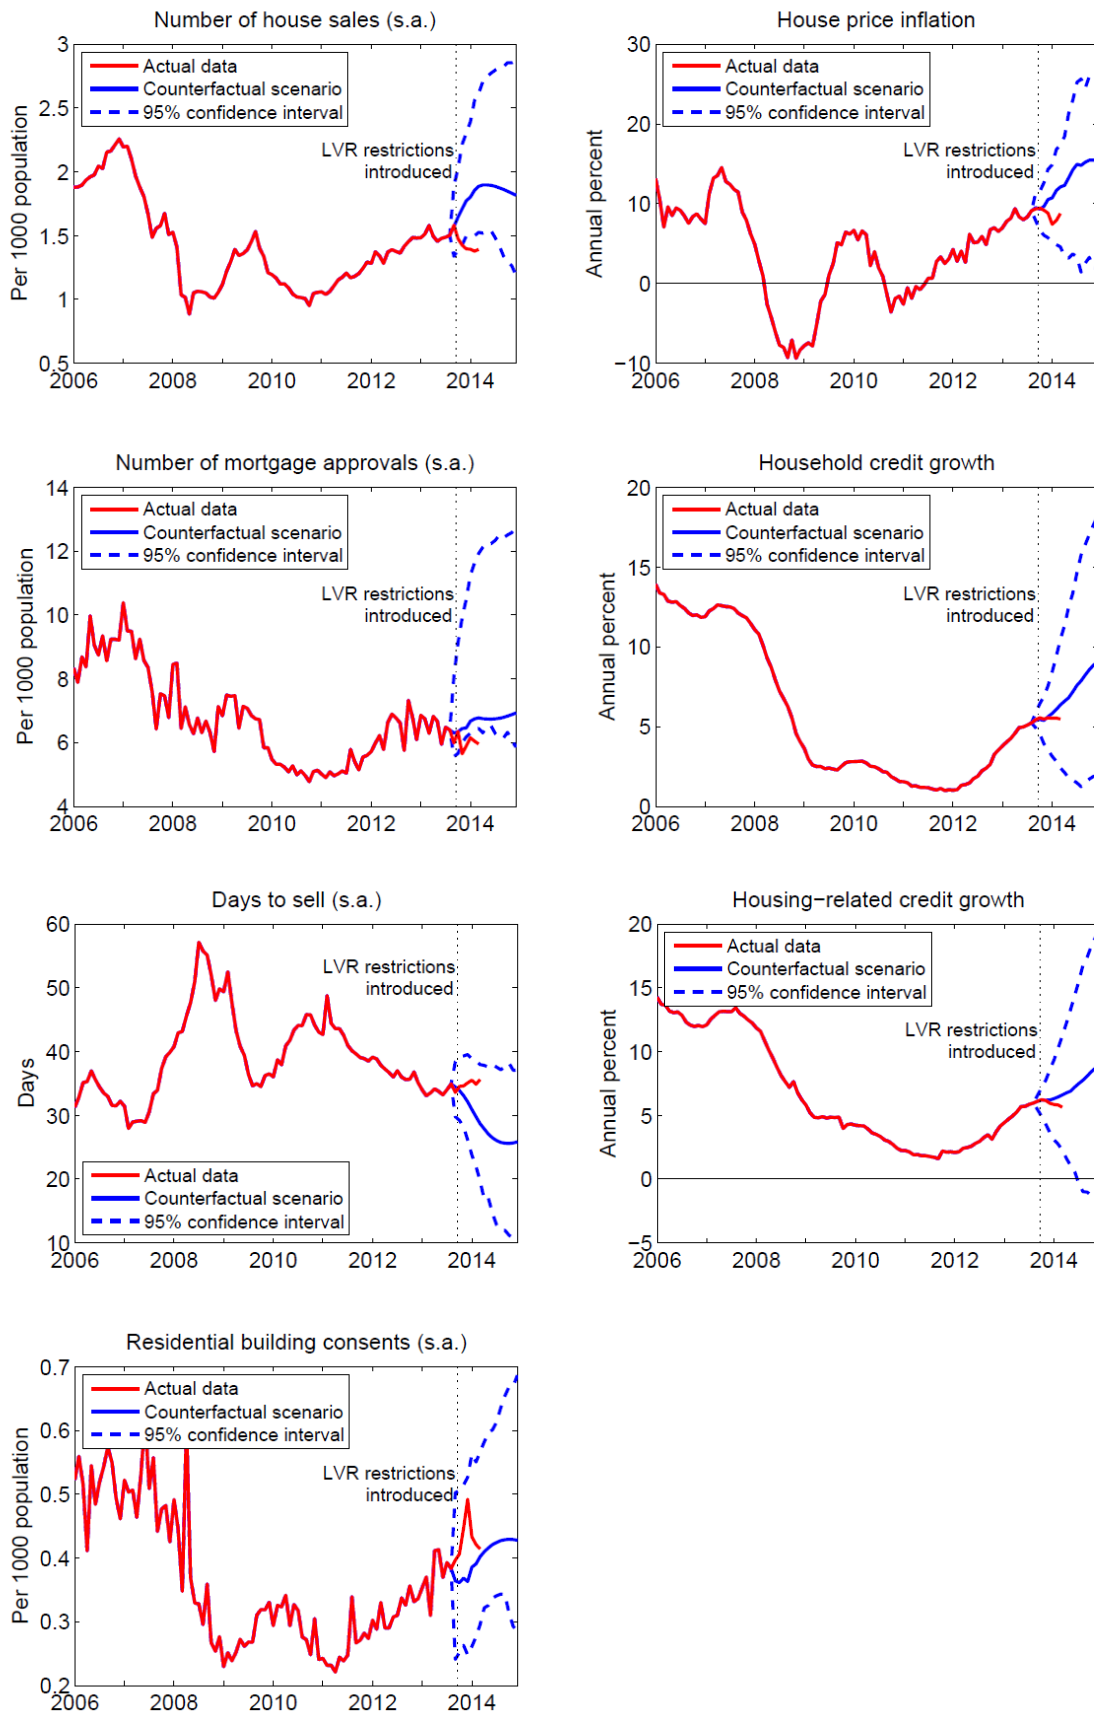 Number of house sales (s.a.)
Per 1000 population
3
2.5
2
1.5
1
0.5
Actual data
Counterfactual scenario
95% confidence interval
LVR restrictions
introduced
2006 2008 2010 2012 2014
House price inflation
Annual percent
30
20
10
0
−10
Actual data
Counterfactual scenario
95% confidence interval
LVR restrictions
introduced
2006 2008 2010 2012 2014
Number of mortgage approvals (s.a.)
Per 1000 population
14
12
10
8
6
4
Actual data
Counterfactual scenario
95% confidence interval
LVR restrictions
introduced
2006 2008 2010 2012 2014
Household credit growth
Annual percent
20
15
10
5
0
Actual data
Counterfactual scenario
95% confidence interval
LVR restrictions
introduced
2006 2008 2010 2012 2014
Days to sell (s.a.)
Days
60
50
40
30
20
10
LVR restrictions
introduced
Actual data
Counterfactual scenario
95% confidence interval
2006 2008 2010 2012 2014
Housing−related credit growth
Annual percent
20
15
10
5
0
−5
Actual data
Counterfactual scenario
95% confidence interval
LVR restrictions
introduced
2006 2008 2010 2012 2014
Residential building consents (s.a.)
Per 1000 population
0.7
0.6
0.5
0.4
0.3
0.2
Actual data
Counterfactual scenario
95% confidence interval
LVR restrictions
introduced
2006 2008 2010 2012 2014